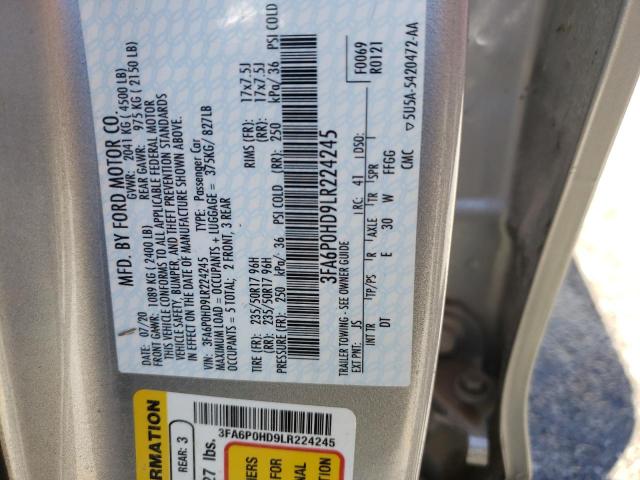 MFD. BY FORD MOTOR CO.
DATE: 07/20 GVWR: 2041 KG (4500 LB)
FRONT GAWR: 1089 KG (2400 LB) REAR GAWR: 975 KG (2150 LB)
THIS VEHICLE CONFORMS TO ALL APPLICABLE FEDERAL MOTOR
VEHICLE SAFETY, BUMPER, AND THEFT PREVENTION STANDARDS
IN EFFECT ON THE DATE OF MANUFACTURE SHOWN ABOVE.
VIN: 3FA6P0HD9LR224245 TYPE: Passenger Car
MAXIMUM LOAD = OCCUPANTS + LUGGAGE = 375KG/ 827LB
OCCUPANTS = 5 TOTAL; 2 FRONT, 3 REAR
TIRE (FR): 235/50R17 96H RIMS (FR): 17x7.5J
(RR): 235/50R17 96H (RR): 17x7.5J
PRESSURE (FR): 250 kPa/ 36 PSI COLD (RR): 250 kPa/ 36 PSI COLD
3FA6P0HD9LR224245
F0069
R0121
TRAILER TOWING - SEE OWNER GUIDE
EXT PNT: J5 RC: 41 DSO:
INT TR TP/PS R AXLE TR SPR
DT E 30 W FFGG
CMC ▽5U5A-5420472-AA
RMATION
REAR: 3
27 lbs.
3FA6P0HD9LR224245